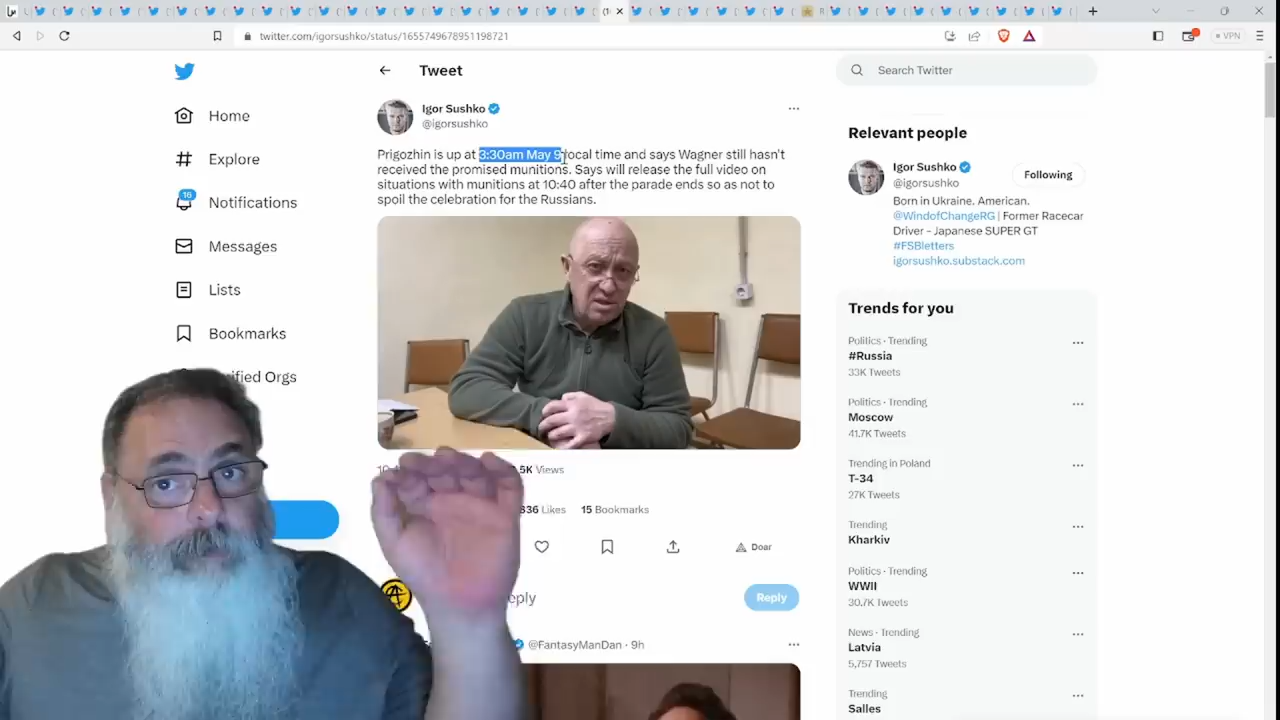 twitter.com/igorsushko/status/1655749678951198721
VPN
Home
Explore
16
Notifications
Messages
Lists
Bookmarks
ified Orgs
Tweet
Igor Sushko
@igorsushko
Prigozhin is up at 3:30am May 9 local time and says Wagner still hasn't
received the promised munitions. Says will release the full video on
situations with munitions at 10:40 after the parade ends so as not to
spoil the celebration for the Russians.
.5K Views
836 Likes 15 Bookmarks
Doar
eply
Reply
@FantasyManDan · 9h
Search Twitter
Relevant people
Igor Sushko
@igorsushko
Following
Born in Ukraine. American.
@WindofChangeRG | Former Racecar
Driver - Japanese SUPER GT
#FSBletters
igorsushko.substack.com
Trends for you
Politics · Trending
#Russia
33K Tweets
Politics · Trending
Moscow
41.7K Tweets
Trending in Poland
T-34
27K Tweets
Trending
Kharkiv
Politics · Trending
WWII
30.7K Tweets
News · Trending
Latvia
5,757 Tweets
Trending
Salles